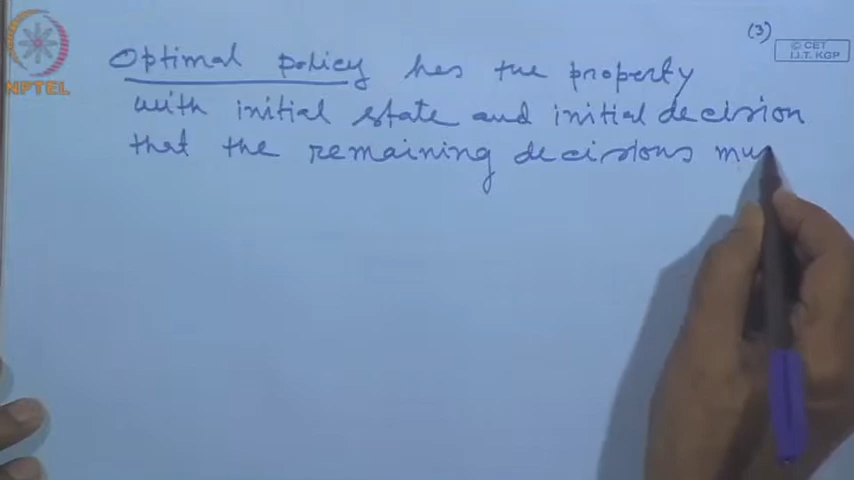 (3)
© CET
I.I.T. KGP
NPTEL
Optimal policy has the property
with initial state and initial decision
that the remaining decisions mus